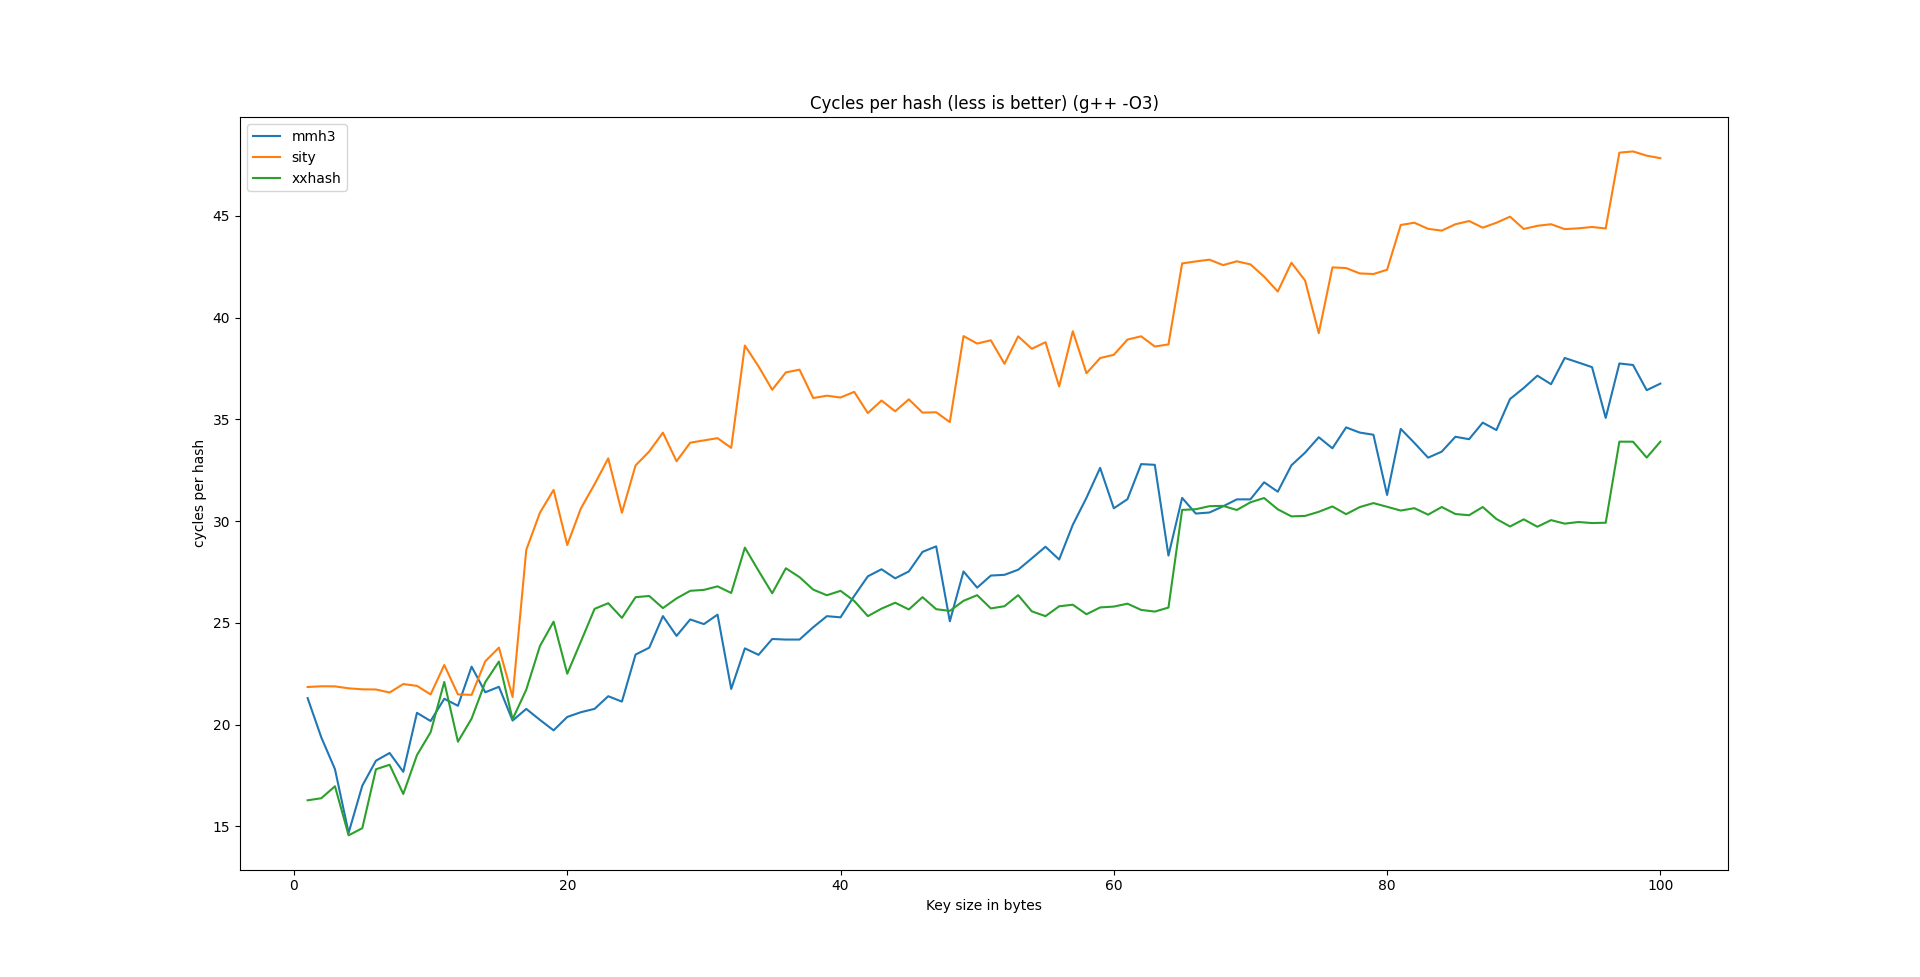 Cycles per hash (less is better) (g++ -O3)
mmh3
sity
xxhash
cycles per hash
45
40
35
30
25
20
15
0 20 40 60 80 100
Key size in bytes